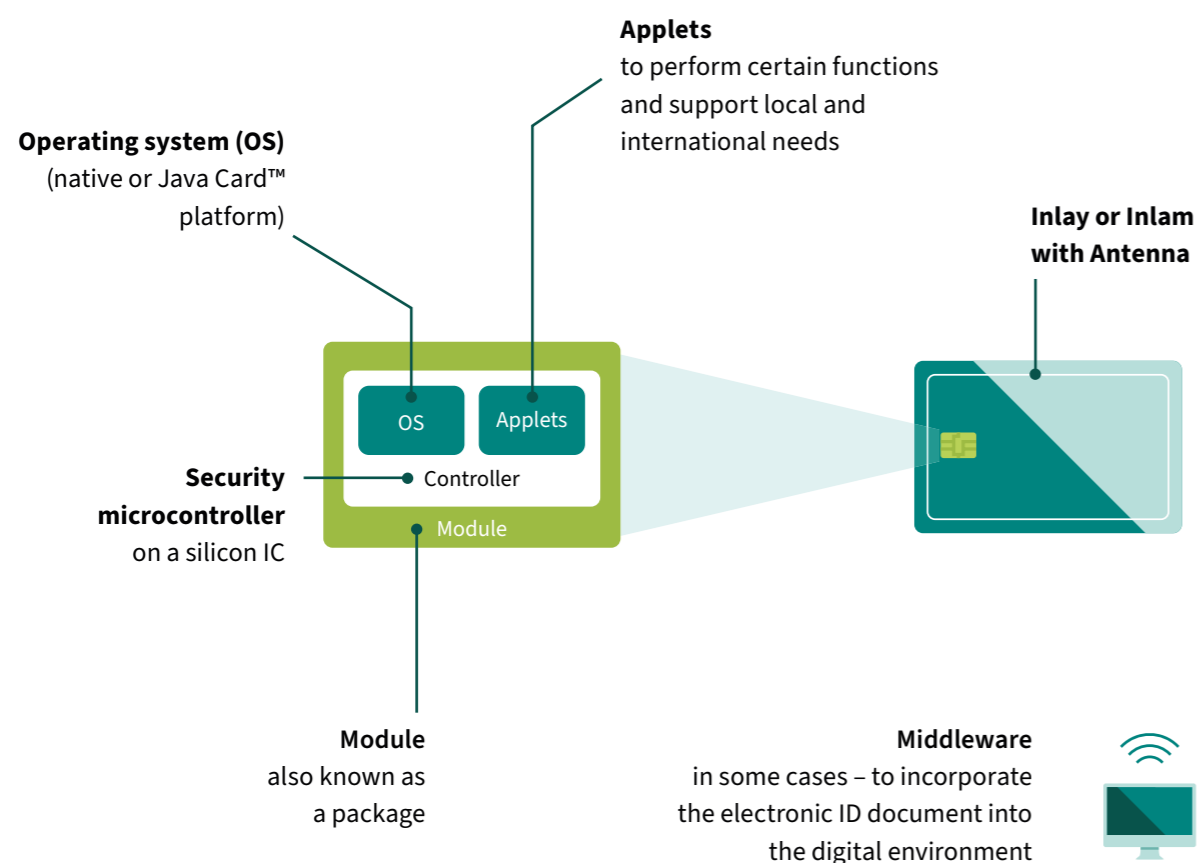 Applets
to perform certain functions
and support local and
international needs
Operating system (OS)
(native or Java Card™
platform)
Inlay or Inlam
with Antenna
OS
Applets
Controller
Module
Security
microcontroller
on a silicon IC
Module
also known as
a package
Middleware
in some cases – to incorporate
the electronic ID document into
the digital environment